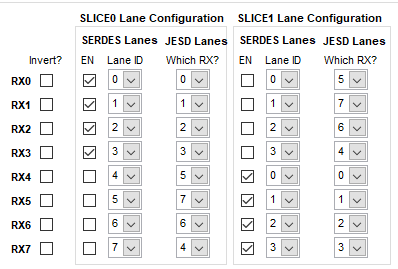 SLICE0 Lane Configuration SLICE1 Lane Configuration
SERDES Lanes JESD Lanes SERDES Lanes JESD Lanes
Invert? EN Lane ID Which RX? EN Lane ID Which RX?
RX0 0 0 0 5
RX1 1 1 1 7
RX2 2 2 2 6
RX3 3 3 3 4
RX4 4 5 0 0
RX5 5 7 1 1
RX6 6 6 2 2
RX7 7 4 3 3